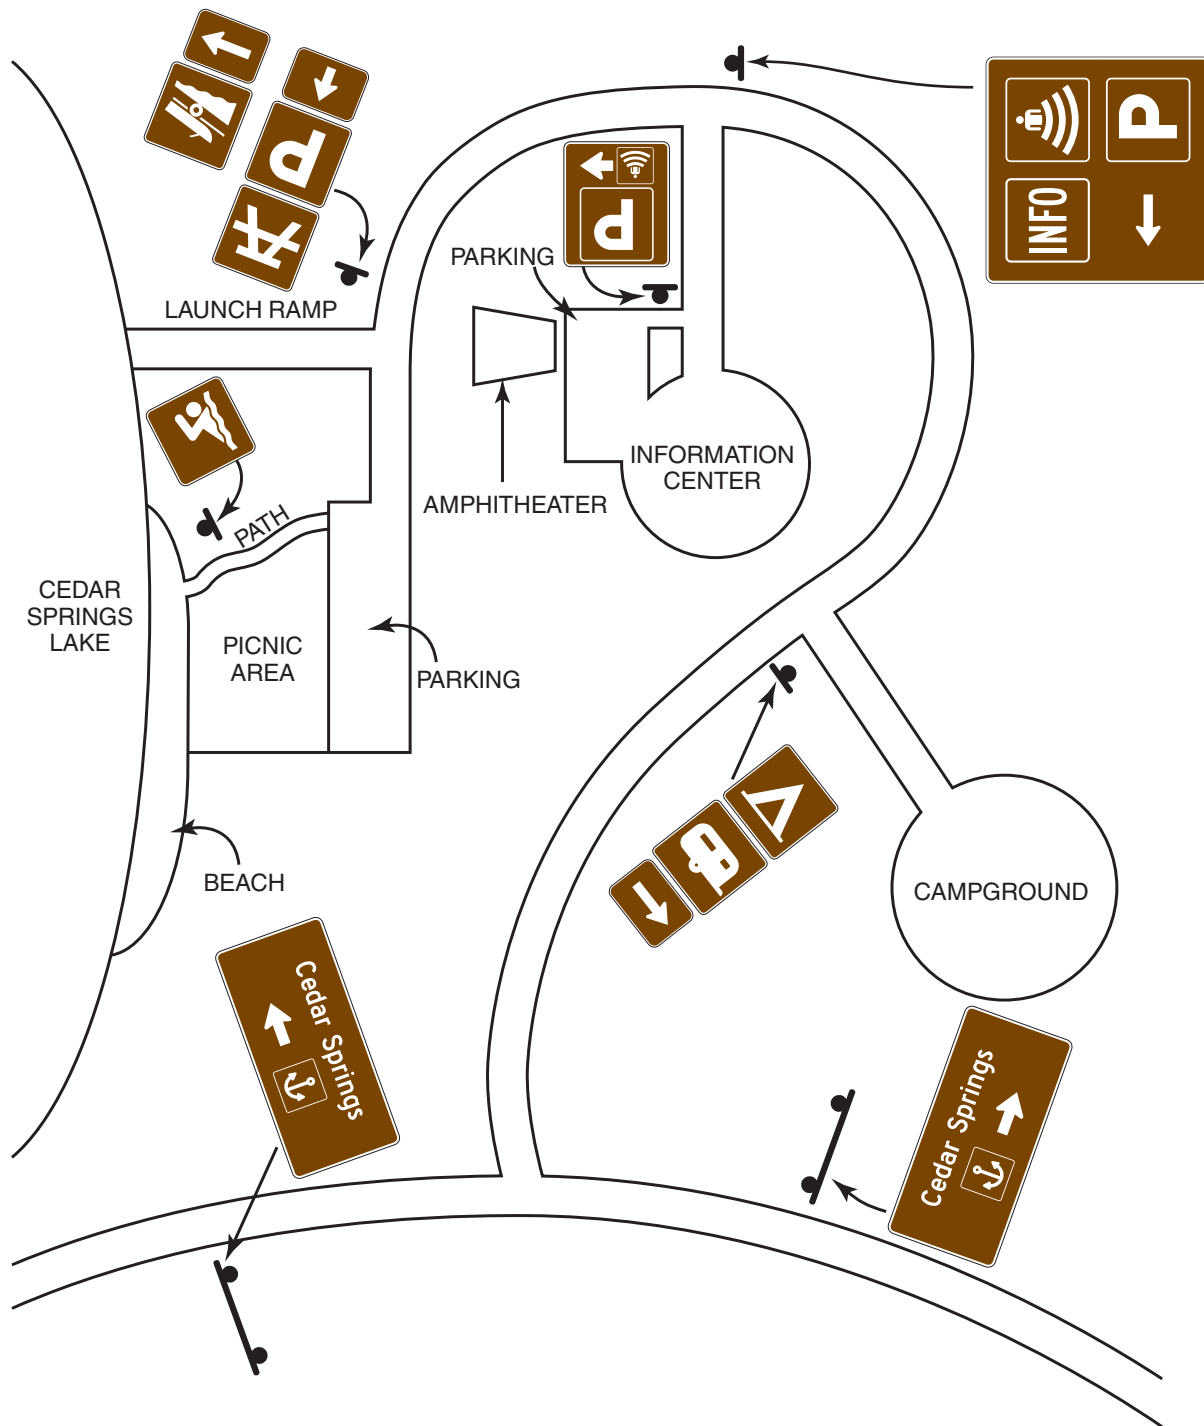 P
INFO
P
P
PARKING
LAUNCH RAMP
INFORMATION
CENTER
AMPHITHEATER
PATH
CEDAR
SPRINGS
LAKE
PICNIC
AREA
PARKING
BEACH
CAMPGROUND
Cedar Springs
Cedar Springs